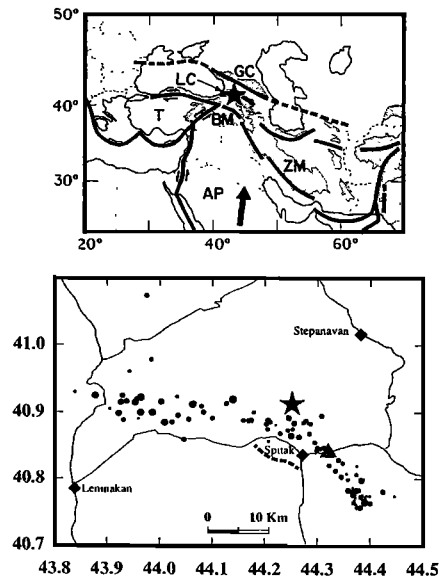 50°
LC
GC
40°
T
BM
ZM
30°
AP
20°
40°
60°
41.0
Stepanavan
40.9
Spitak
40.8
Leninakan
0 10 Km
40.7
43.8 43.9 44.0 44.1 44.2 44.3 44.4 44.5